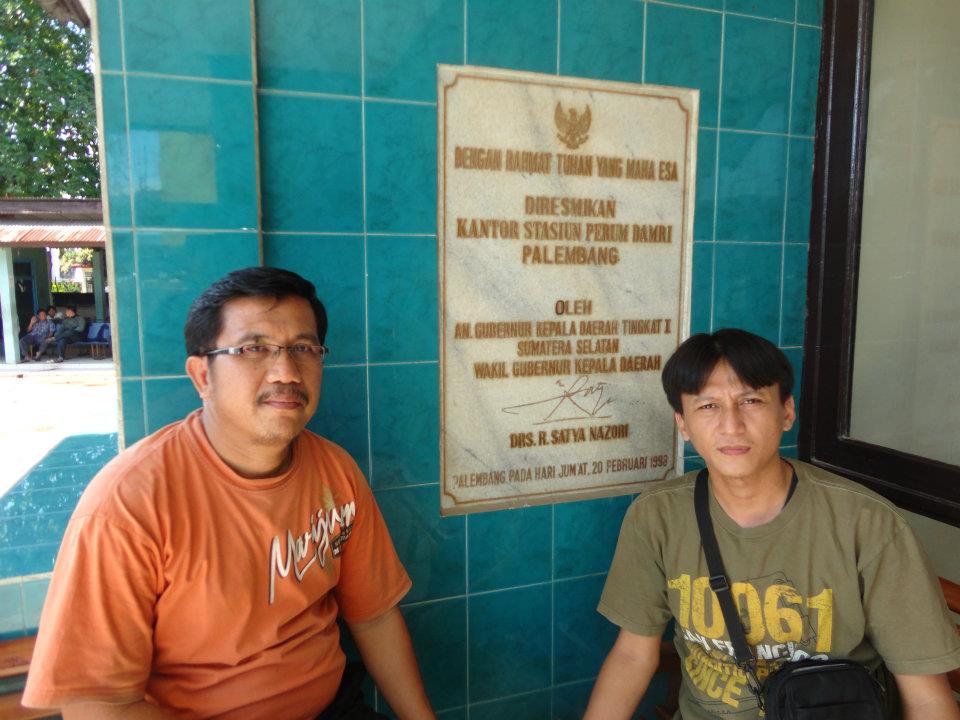 DENGAN RAHMAT TUHAN YANG MAHA ESA
DIRESMIKAN
KANTOR STASIUN PERUM DAMRI
PALEMBANG
OLEH
AN. GUBERNUR KEPALA DAERAH TINGKAT I
SUMATERA SELATAN
WAKIL GUBERNUR KEPALA DAERAH
DRS. R. SATYA NAZORI
PALEMBANG PADA HARI JUM'AT, 20 FEBRUARI 1998
10061